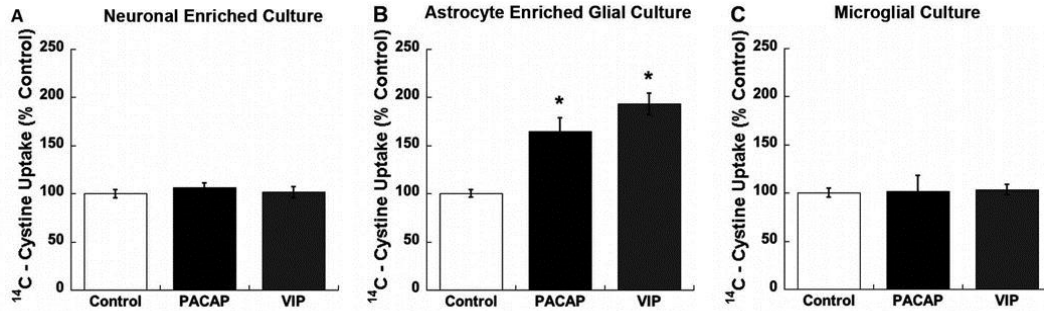 A Neuronal Enriched Culture
¹⁴C - Cystine Uptake (% Control)
250
200
150
100
50
0
Control PACAP VIP
B Astrocyte Enriched Glial Culture
¹⁴C - Cystine Uptake (% Control)
250
200
150
100
50
0
* *
Control PACAP VIP
C Microglial Culture
¹⁴C - Cystine Uptake (% Control)
250
200
150
100
50
0
Control PACAP VIP